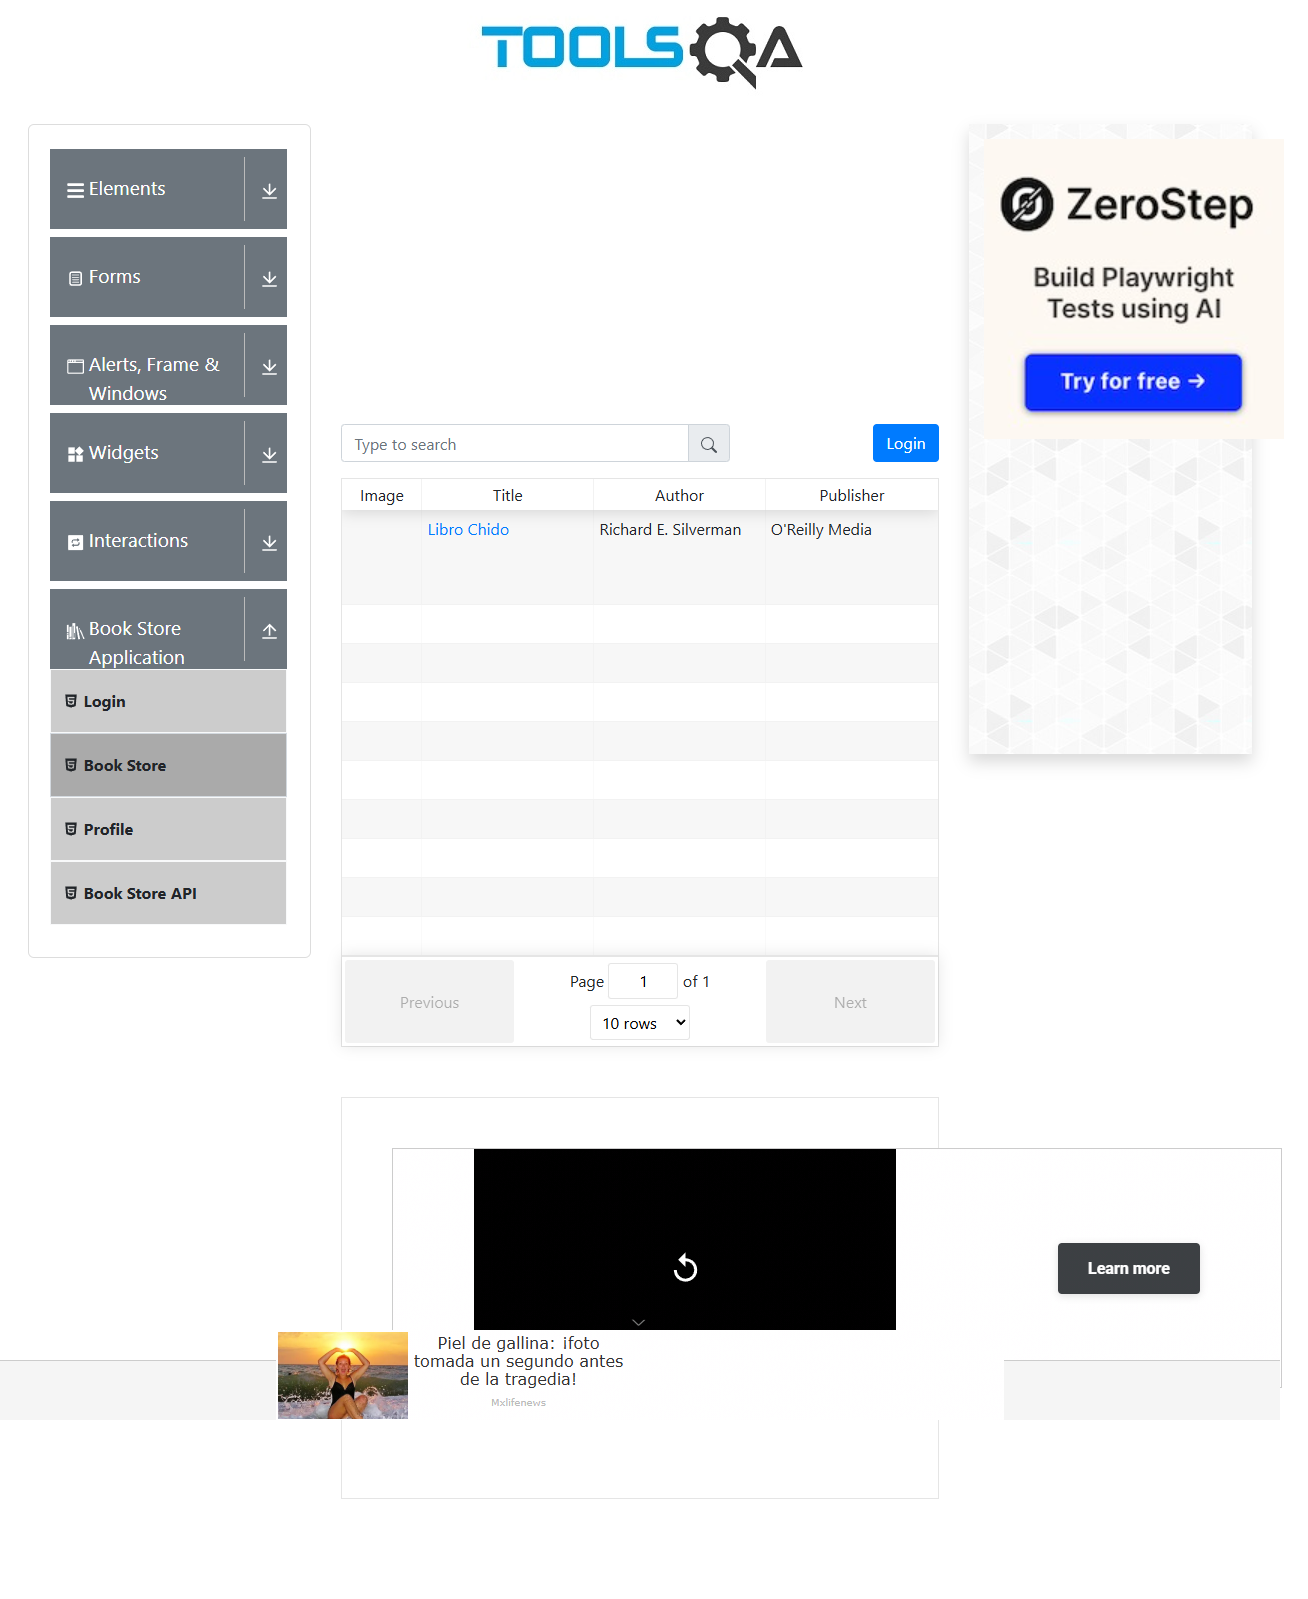 TOOLSQA
Elements
Forms
Alerts, Frame &
Windows
Widgets
Interactions
Book Store
Application
Login
Book Store
Profile
Book Store API
Type to search
Login
Image Title Author Publisher
Libro Chido Richard E. Silverman O'Reilly Media
Previous
Page 1 of 1
10 rows
Next
ZeroStep
Build Playwright
Tests using AI
Try for free →
Learn more
Piel de gallina: ¡foto
tomada un segundo antes
de la tragedia!
Mxlifenews